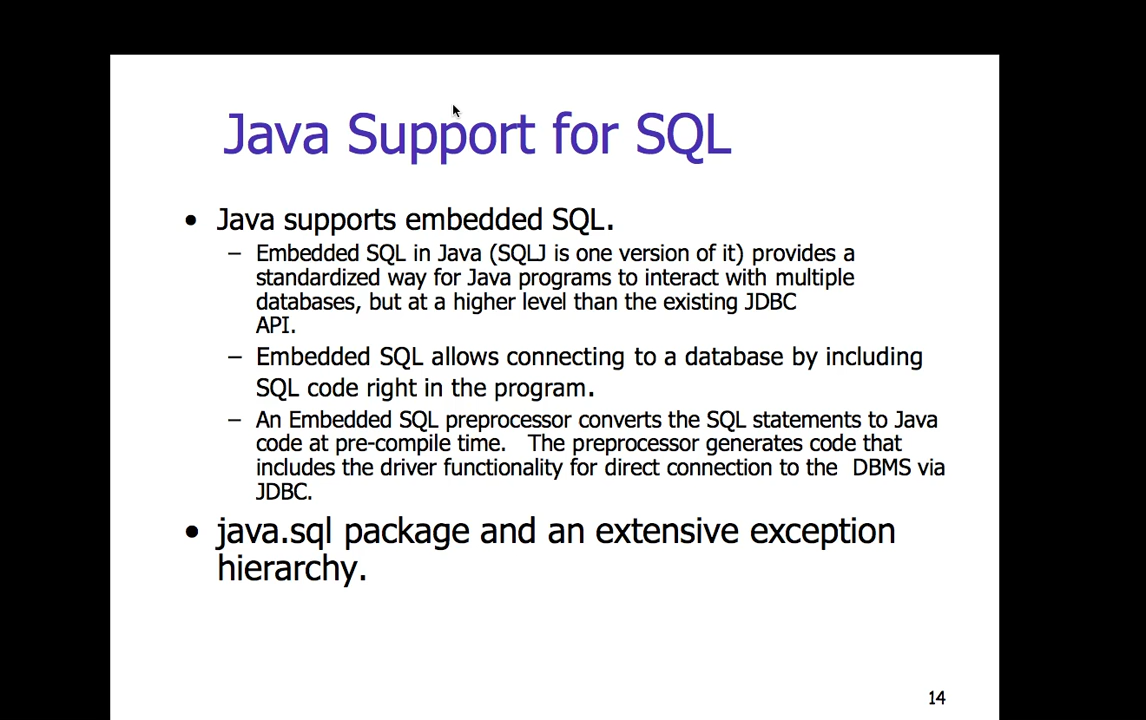 Java Support for SQL
• Java supports embedded SQL.
– Embedded SQL in Java (SQLJ is one version of it) provides a
standardized way for Java programs to interact with multiple
databases, but at a higher level than the existing JDBC
API.
– Embedded SQL allows connecting to a database by including
SQL code right in the program.
– An Embedded SQL preprocessor converts the SQL statements to Java
code at pre-compile time. The preprocessor generates code that
includes the driver functionality for direct connection to the DBMS via
JDBC.
• java.sql package and an extensive exception
hierarchy.
14